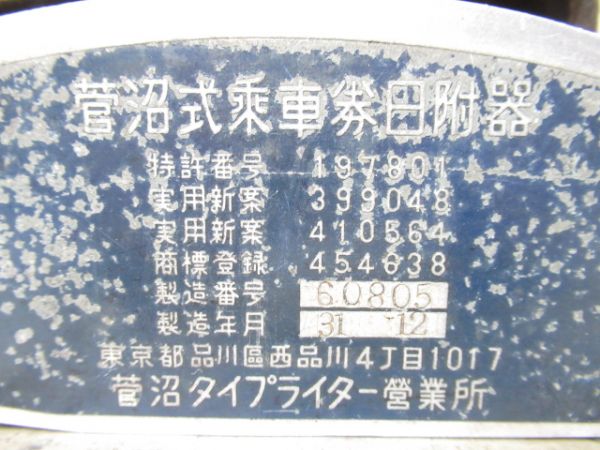 菅沼式乗車券日附器
特許番号 197801
実用新案 399048
実用新案 410564
商標登録 454638
製造番号 60805
製造年月 31 12
東京都品川區西品川4丁目1017
菅沼タイプライター営業所